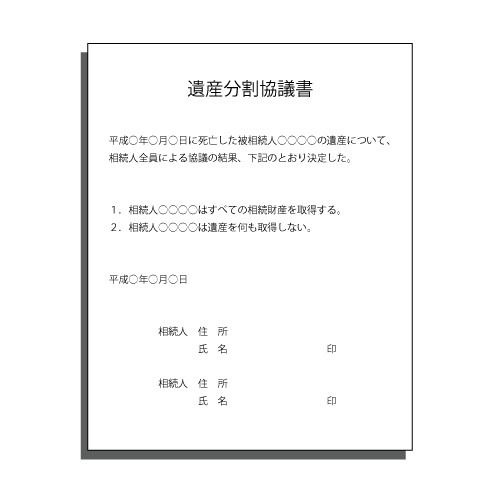 遺産分割協議書
平成○年○月○日に死亡した被相続人○○○○の遺産について、
相続人全員による協議の結果、下記のとおり決定した。
１．相続人○○○○はすべての相続財産を取得する。
２．相続人○○○○は遺産を何も取得しない。
平成○年○月○日
相続人　住　所
氏　名　　　　　　　　　　印
相続人　住　所
氏　名　　　　　　　　　　印